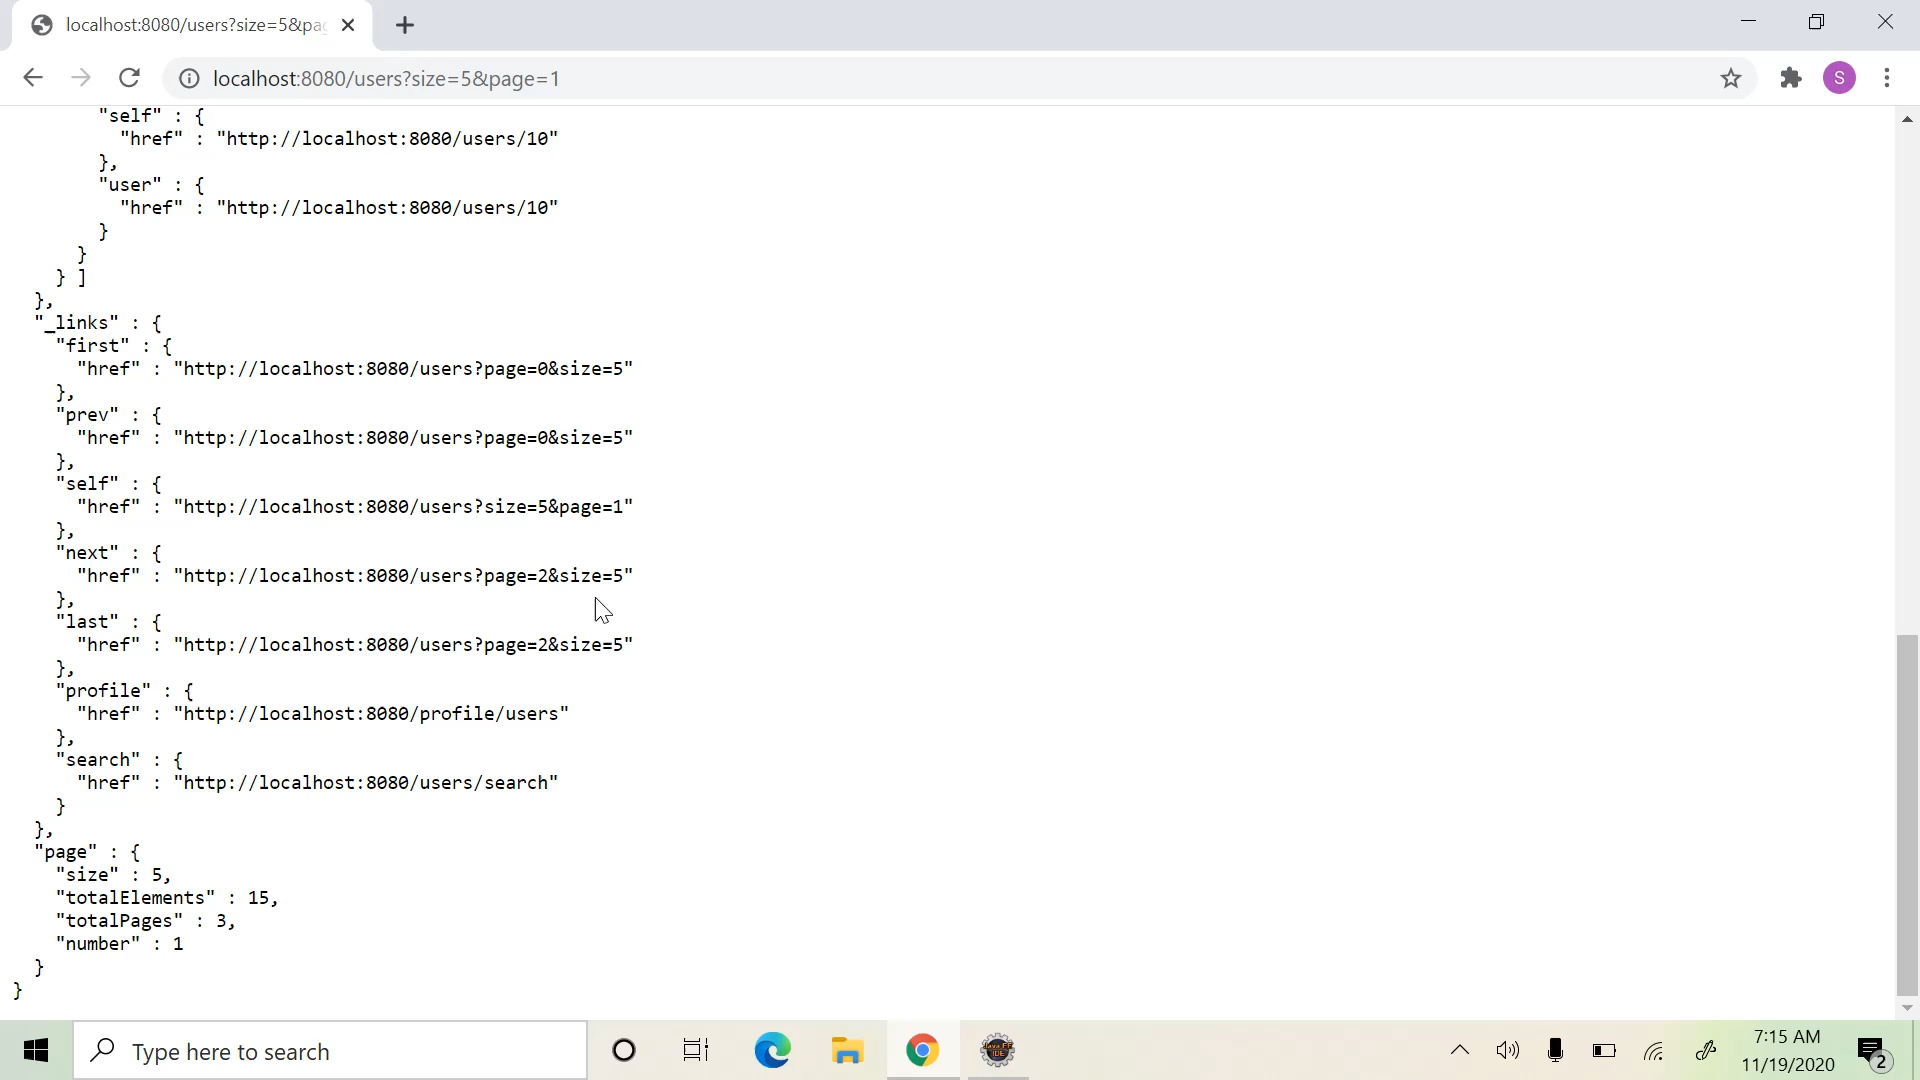 localhost:8080/users?size=5&pa
localhost:8080/users?size=5&page=1
S
"self" : {
"href" : "http://localhost:8080/users/10"
},
"user" : {
"href" : "http://localhost:8080/users/10"
}
}
} ]
},
"_links" : {
"first" : {
"href" : "http://localhost:8080/users?page=0&size=5"
},
"prev" : {
"href" : "http://localhost:8080/users?page=0&size=5"
},
"self" : {
"href" : "http://localhost:8080/users?size=5&page=1"
},
"next" : {
"href" : "http://localhost:8080/users?page=2&size=5"
},
"last" : {
"href" : "http://localhost:8080/users?page=2&size=5"
},
"profile" : {
"href" : "http://localhost:8080/profile/users"
},
"search" : {
"href" : "http://localhost:8080/users/search"
}
},
"page" : {
"size" : 5,
"totalElements" : 15,
"totalPages" : 3,
"number" : 1
}
}
Type here to search
Java EE
IDE
7:15 AM
11/19/2020
2